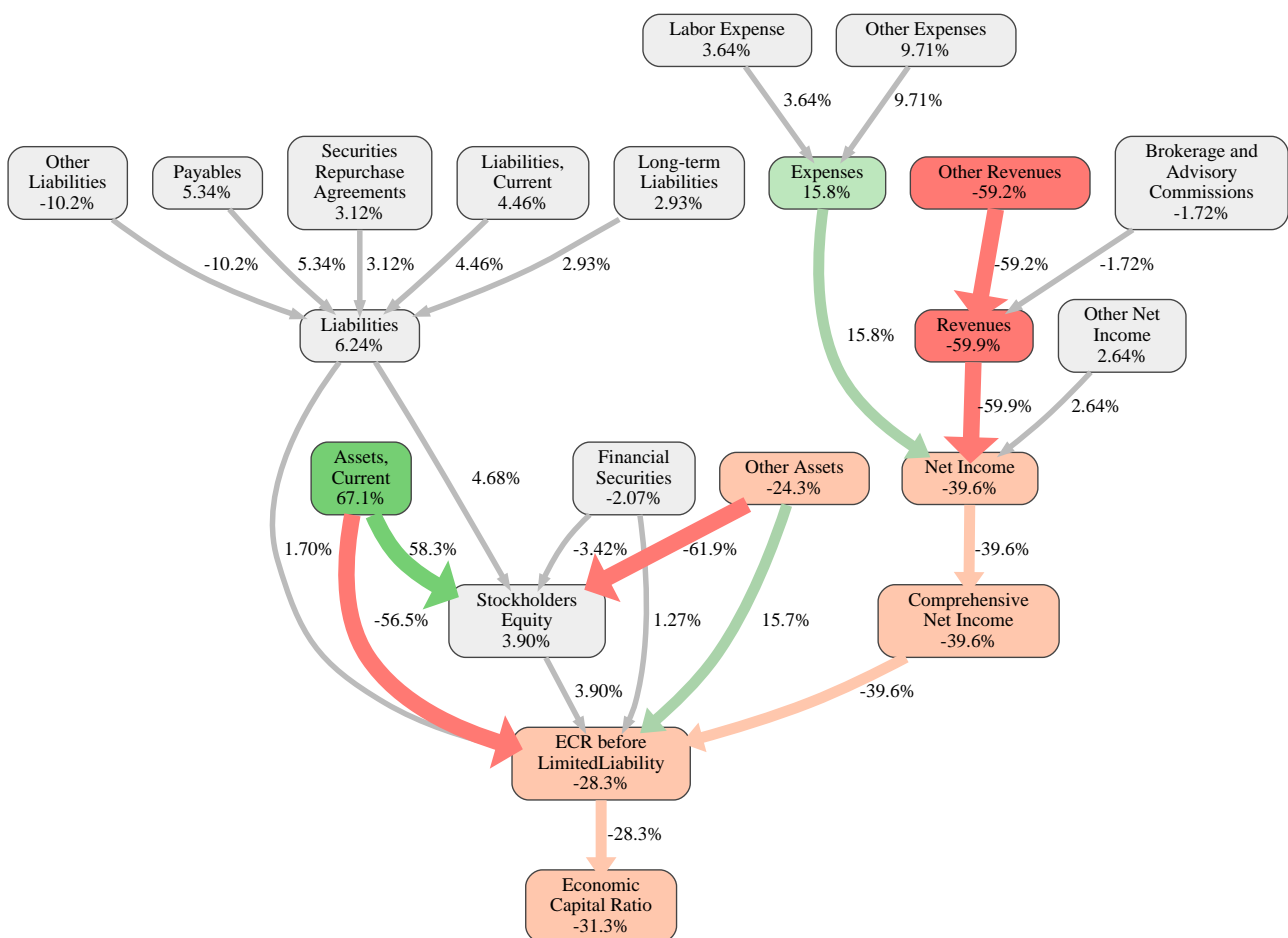 Labor Expense
3.64%
Other Expenses
9.71%
3.64%
9.71%
Other
Liabilities
-10.2%
Payables
5.34%
Securities
Repurchase
Agreements
3.12%
Liabilities,
Current
4.46%
Long-term
Liabilities
2.93%
Expenses
15.8%
Other Revenues
-59.2%
Brokerage and
Advisory
Commissions
-1.72%
-10.2%
5.34%
3.12%
4.46%
2.93%
-59.2%
-1.72%
Liabilities
6.24%
15.8%
Revenues
-59.9%
Other Net
Income
2.64%
-59.9%
2.64%
Assets,
Current
67.1%
4.68%
Financial
Securities
-2.07%
Other Assets
-24.3%
Net Income
-39.6%
1.70%
58.3%
-3.42%
-61.9%
-39.6%
-56.5%
Stockholders
Equity
3.90%
1.27%
15.7%
Comprehensive
Net Income
-39.6%
3.90%
-39.6%
ECR before
LimitedLiability
-28.3%
-28.3%
Economic
Capital Ratio
-31.3%